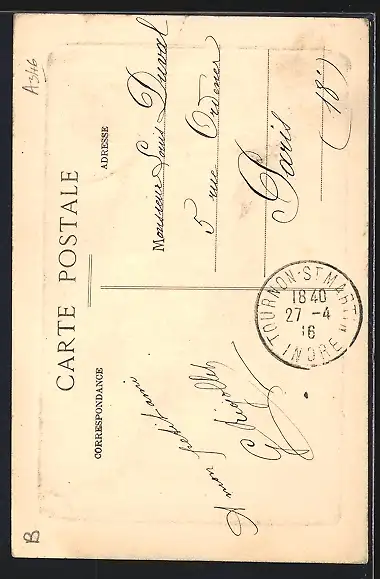 A346
CARTE POSTALE
CORRESPONDANCE
ADRESSE
A mon petit ami
Monsieur Louis Duval
5 rue Ordener
Paris
(18e)
TOURNON-ST MARTIN
18 40
27 - 4
16
INDRE
B